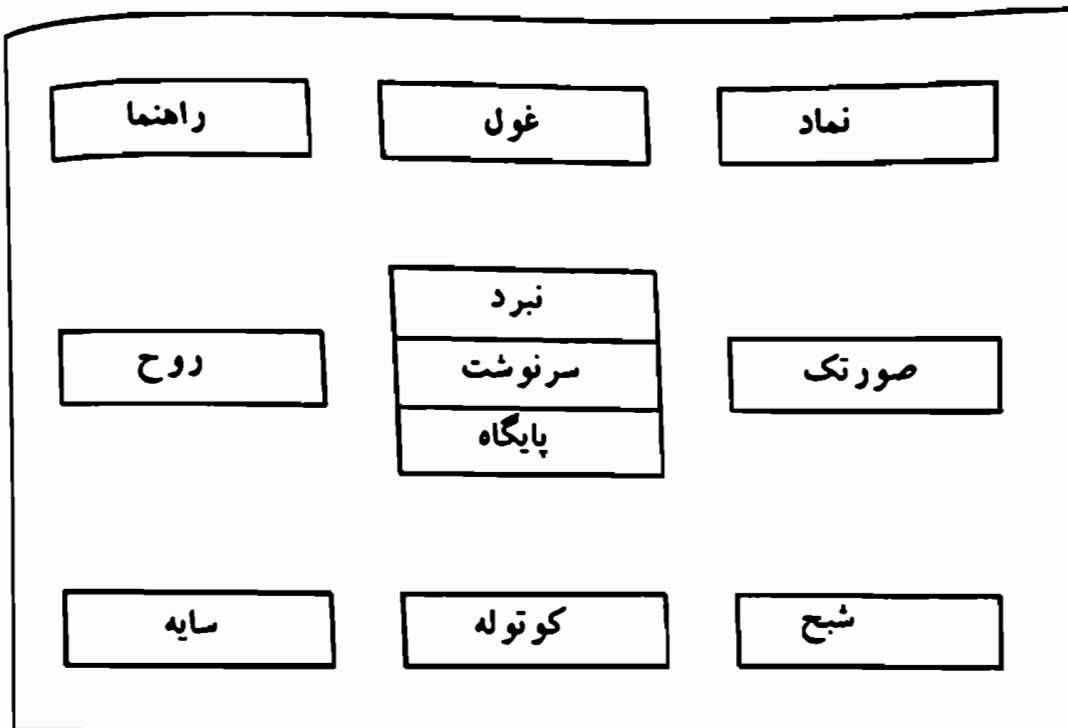 نماد
غول
راهنما
نبرد
صورتک
سرنوشت
روح
پایگاه
شبح
کوتوله
سایه